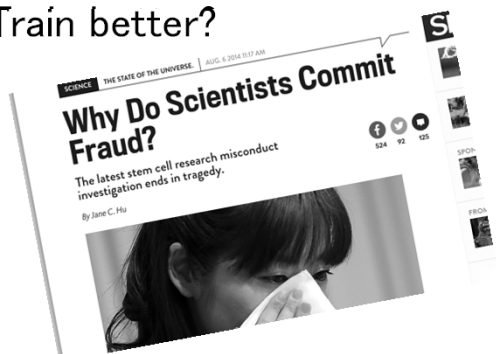 Train better?
SCIENCE THE STATE OF THE UNIVERSE. AUG. 6 2014 11:17 AM
Why Do Scientists Commit
Fraud?
The latest stem cell research misconduct
investigation ends in tragedy.
By Jane C. Hu
524 92 125
S
SPON
FROM